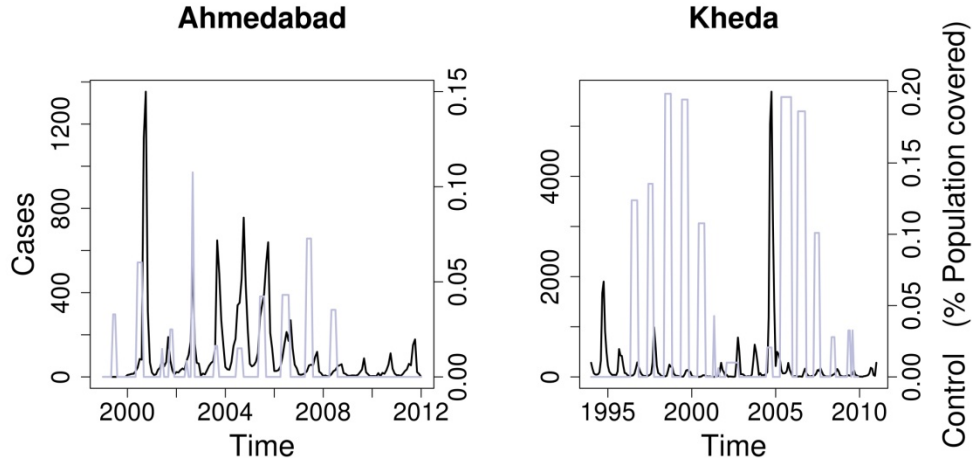 Ahmedabad
Cases
0 400 800 1200
0.00 0.05 0.10 0.15
2000 2004 2008 2012
Time
Kheda
0 2000 4000
0.00 0.05 0.10 0.15 0.20
1995 2000 2005 2010
Time
Control (% Population covered)